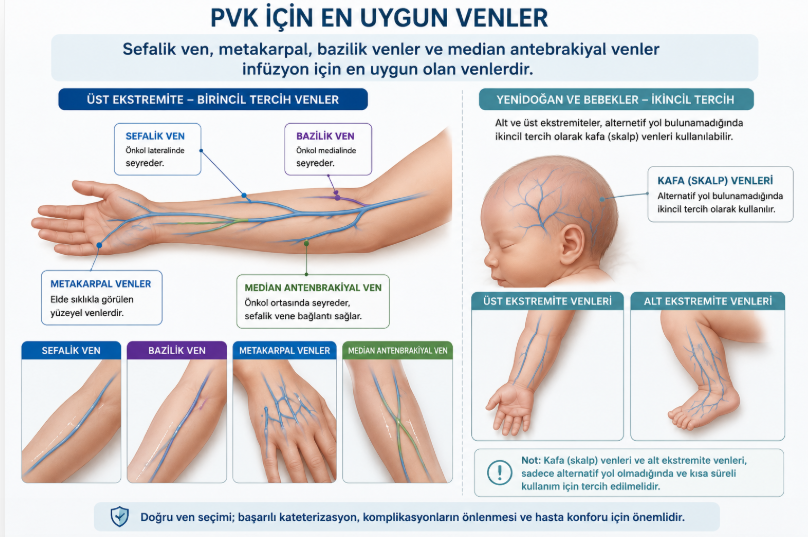 PVK İÇİN EN UYGUN VENLER
Sefalik ven, metakarpal, bazilik venler ve median antebrakiyal venler
infüzyon için en uygun olan venlerdir.
ÜST EKSTREMİTE – BİRİNCİL TERCİH VENLER
SEFALİK VEN
Önkol lateralinde
seyreder.
BAZİLİK VEN
Önkol medialinde
seyreder.
METAKARPAL VENLER
Elde sıklıkla görülen
yüzeyel venlerdir.
MEDİAN ANTENBRAKİYAL VEN
Önkol ortasında seyreder,
sefalik vene bağlantı sağlar.
SEFALİK VEN
BAZİLİK VEN
METAKARPAL VENLER
MEDİAN ANTENBRAKİYAL VEN
YENİDOĞAN VE BEBEKLER – İKİNCİL TERCİH
Alt ve üst ekstremiteler, alternatif yol bulunamadığında
ikincil tercih olarak kafa (skalp) venleri kullanılabilir.
KAFA (SKALP) VENLERİ
Alternatif yol bulunamadığında
ikincil tercih olarak kullanılır.
ÜST EKSTREMİTE VENLERİ
ALT EKSTREMİTE VENLERİ
Not: Kafa (skalp) venleri ve alt ekstremite venleri,
sadece alternatif yol olmadığında ve kısa süreli
kullanım için tercih edilmelidir.
Doğru ven seçimi; başarılı kateterizasyon, komplikasyonların önlenmesi ve hasta konforu için önemlidir.